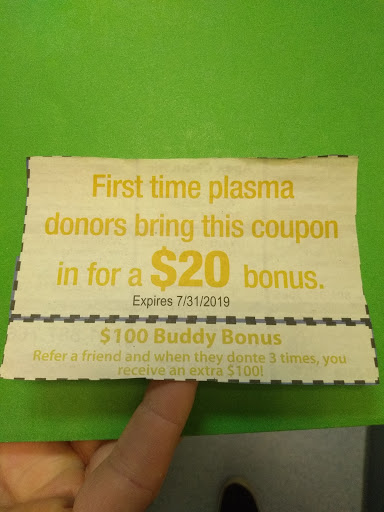 First time plasma
donors bring this coupon
in for a $20 bonus.
Expires 7/31/2019
$100 Buddy Bonus
Refer a friend and when they donte 3 times, you
receive an extra $100!